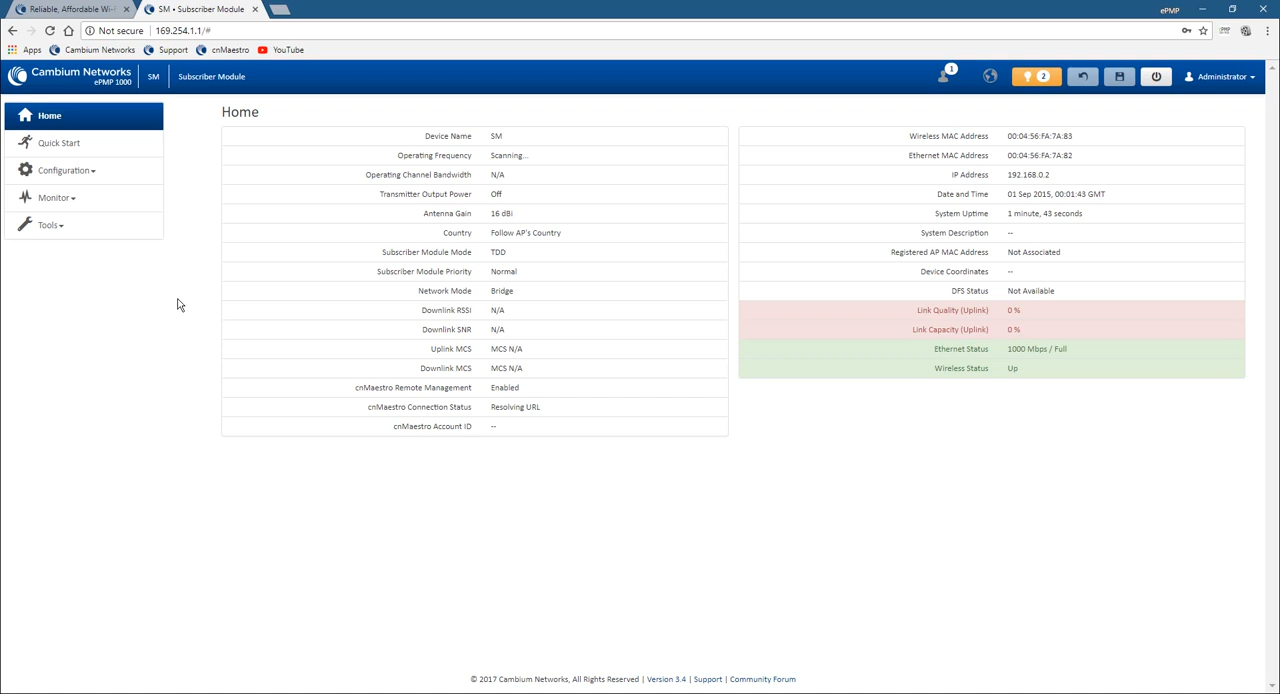 Reliable, Affordable Wi-F
SM • Subscriber Module
ePMP
Not secure
169.254.1.1/#
Apps
Cambium Networks
Support
cnMaestro
YouTube
Cambium Networks
ePMP 1000
SM
Subscriber Module
1
2
Administrator
Home
Quick Start
Configuration
Monitor
Tools
Home
Device Name SM
Operating Frequency Scanning...
Operating Channel Bandwidth N/A
Transmitter Output Power Off
Antenna Gain 16 dBi
Country Follow AP's Country
Subscriber Module Mode TDD
Subscriber Module Priority Normal
Network Mode Bridge
Downlink RSSI N/A
Downlink SNR N/A
Uplink MCS MCS N/A
Downlink MCS MCS N/A
cnMaestro Remote Management Enabled
cnMaestro Connection Status Resolving URL
cnMaestro Account ID --
Wireless MAC Address 00:04:56:FA:7A:83
Ethernet MAC Address 00:04:56:FA:7A:82
IP Address 192.168.0.2
Date and Time 01 Sep 2015, 00:01:43 GMT
System Uptime 1 minute, 43 seconds
System Description --
Registered AP MAC Address Not Associated
Device Coordinates --
DFS Status Not Available
Link Quality (Uplink) 0 %
Link Capacity (Uplink) 0 %
Ethernet Status 1000 Mbps / Full
Wireless Status Up
© 2017 Cambium Networks, All Rights Reserved | Version 3.4 | Support | Community Forum